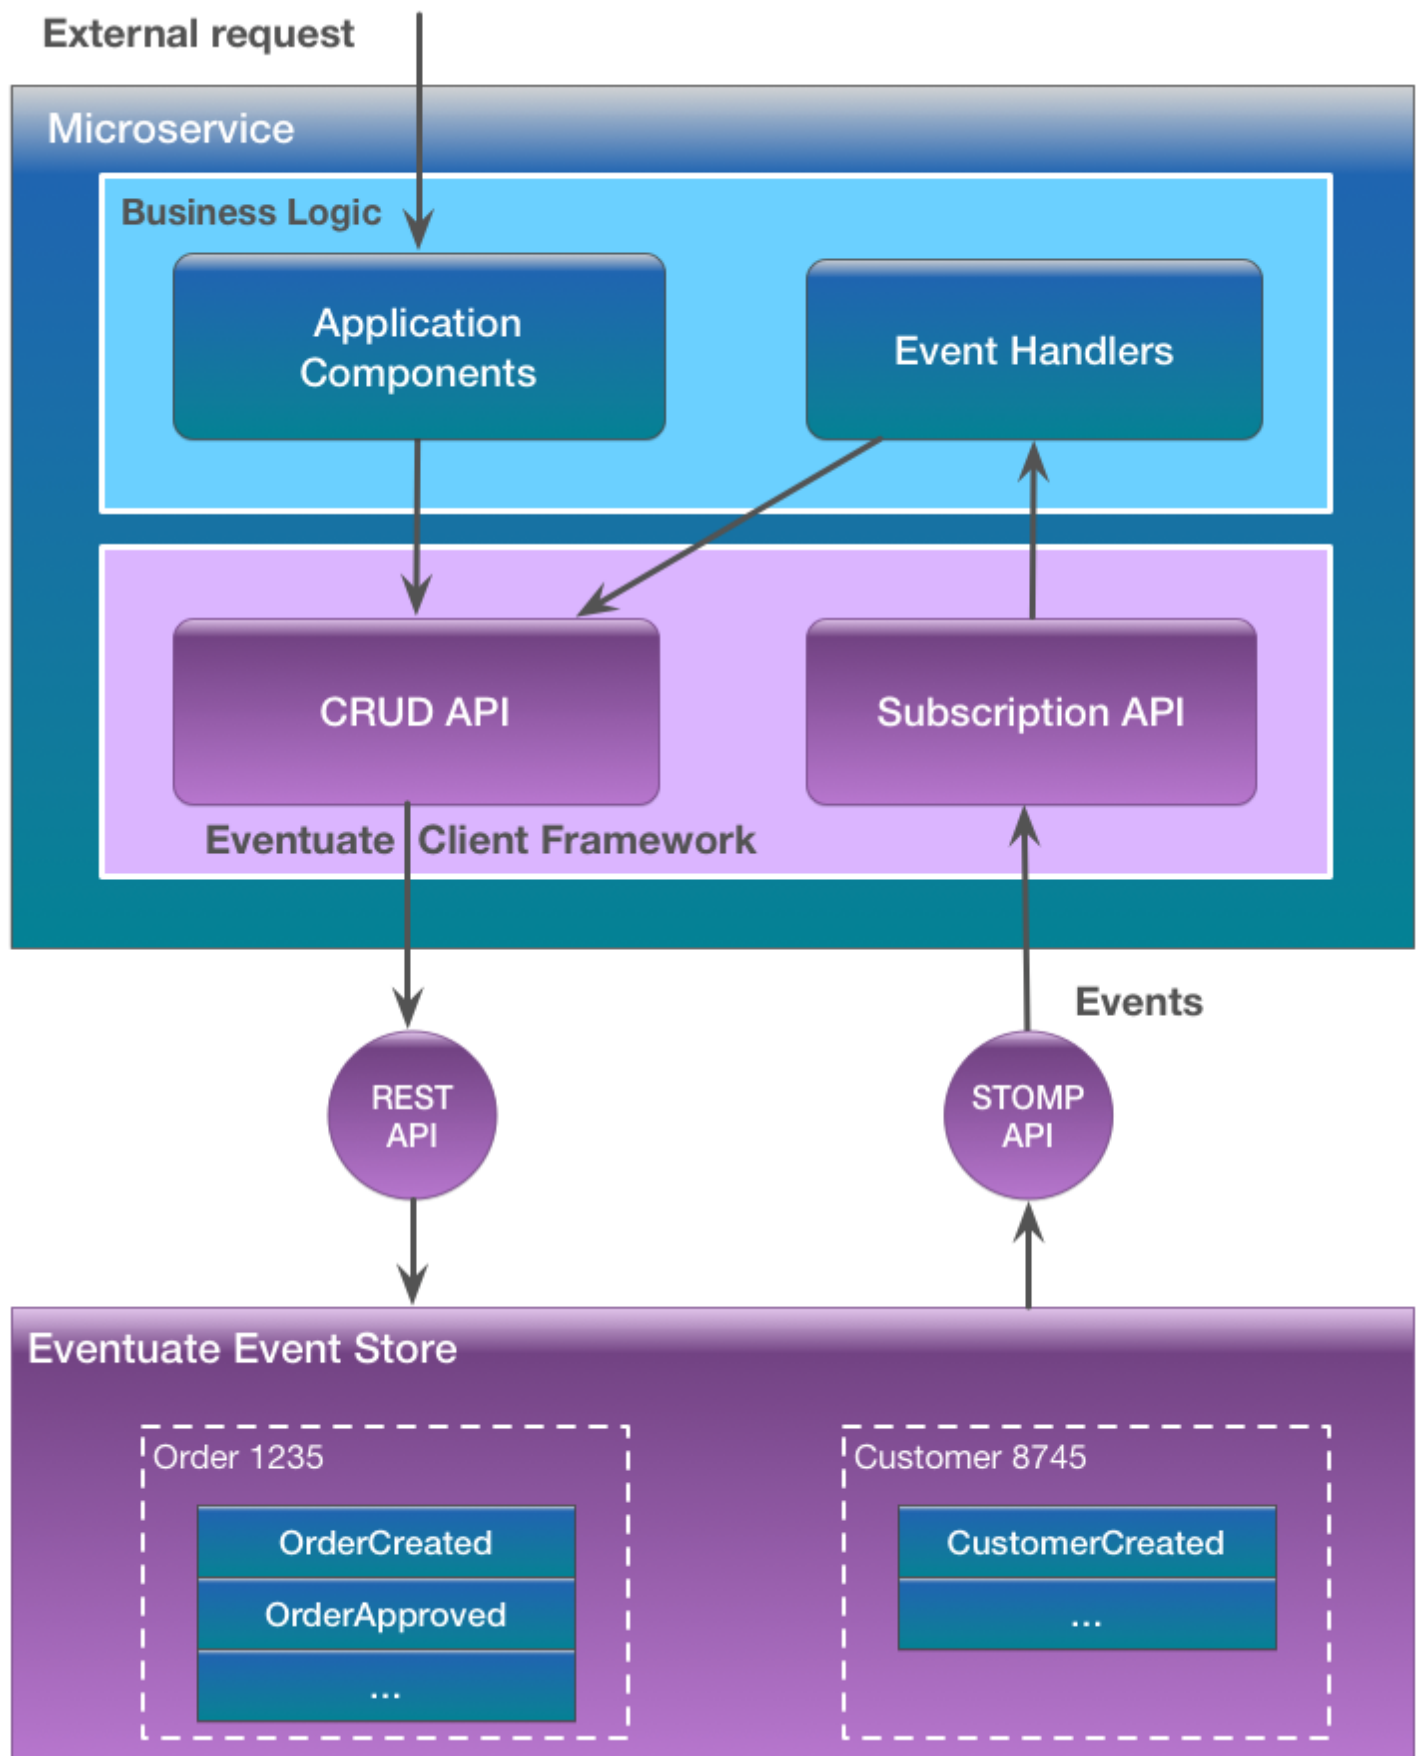 External request
Microservice
Business Logic
Application
Components
Event Handlers
CRUD API
Subscription API
Eventuate Client Framework
Events
REST
API
STOMP
API
Eventuate Event Store
Order 1235
OrderCreated
OrderApproved
...
Customer 8745
CustomerCreated
...